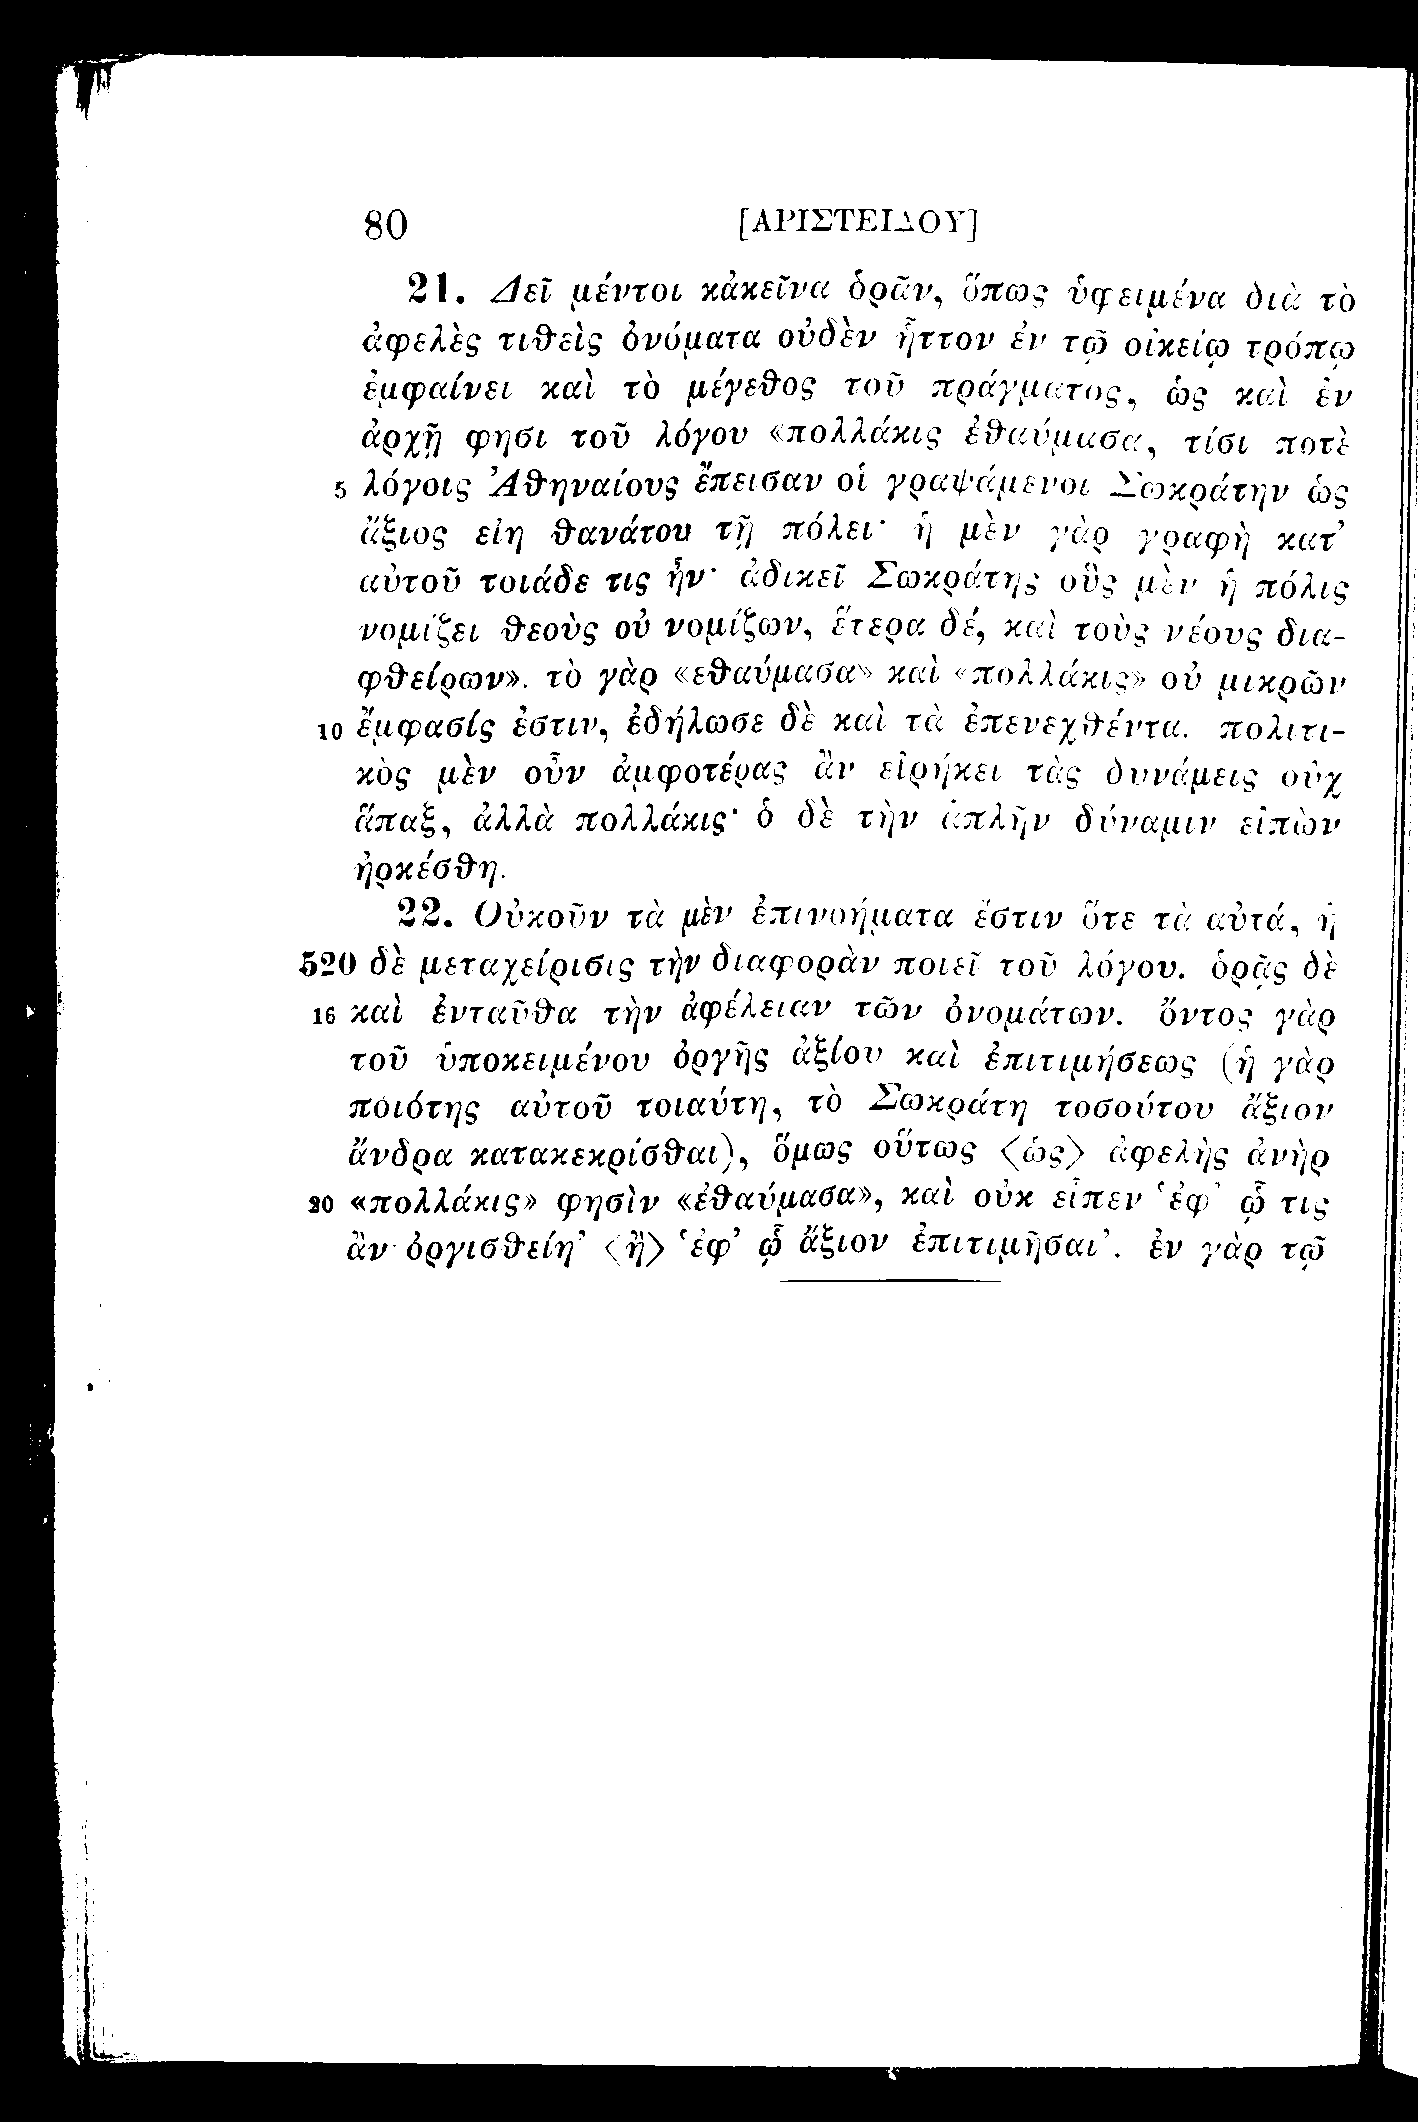 80 [ΑΡΙΣΤΕΙΔΟΥ]
21. Δεῖ μέντοι κἀκεῖνα ὁρᾶν, ὅπως ὑφειμένα διὰ τὸ
ἀφελὲς τιθεὶς ὀνόματα οὐδὲν ἧττον ἐν τῷ οἰκείῳ τρόπῳ
ἐμφαίνει καὶ τὸ μέγεθος τοῦ πράγματος, ὡς καὶ ἐν
ἀρχῇ φησι τοῦ λόγου «πολλάκις ἐθαύμασα, τίσι ποτὲ
5 λόγοις Ἀθηναίους ἔπεισαν οἱ γραψάμενοι Σωκράτην ὡς
ἄξιος εἴη θανάτου τῇ πόλει· ἡ μὲν γὰρ γραφὴ κατ’
αὐτοῦ τοιάδε τις ἦν· ἀδικεῖ Σωκράτης οὓς μὲν ἡ πόλις
νομίζει θεοὺς οὐ νομίζων, ἕτερα δέ, καὶ τοὺς νέους δια-
φθείρων». τὸ γὰρ «εθαύμασα» καὶ «πολλάκις» οὐ μικρῶν
10 ἔμφασίς ἐστιν, ἐδήλωσε δὲ καὶ τὰ ἐπενεχθέντα. πολιτι-
κὸς μὲν οὖν ἀμφοτέρας ἂν εἰρήκει τὰς δυνάμεις οὐχ
ἅπαξ, ἀλλὰ πολλάκις· ὁ δὲ τὴν ἁπλῆν δύναμιν εἰπὼν
ἠρκέσθη.
22. Οὐκοῦν τὰ μὲν ἐπινοήματα ἔστιν ὅτε τὰ αὐτά, ἡ
520 δὲ μεταχείρισις τὴν διαφορὰν ποιεῖ τοῦ λόγου. ὁρᾷς δὲ
16 καὶ ἐνταῦθα τὴν ἀφέλειαν τῶν ὀνομάτων. ὄντος γὰρ
τοῦ ὑποκειμένου ὀργῆς ἀξίου καὶ ἐπιτιμήσεως (ἡ γὰρ
ποιότης αὐτοῦ τοιαύτη, τὸ Σωκράτη τοσούτου ἄξιον
ἄνδρα κατακεκρίσθαι), ὅμως οὕτως <ὡς> ἀφελὴς ἀνὴρ
20 «πολλάκις» φησὶν «ἐθαύμασα», καὶ οὐκ εἶπεν ‘ἐφ’ ᾧ τις
ἂν ὀργισθείη’ <ἢ> ‘ἐφ’ ᾧ ἄξιον ἐπιτιμῆσαι’. ἐν γὰρ τῷ